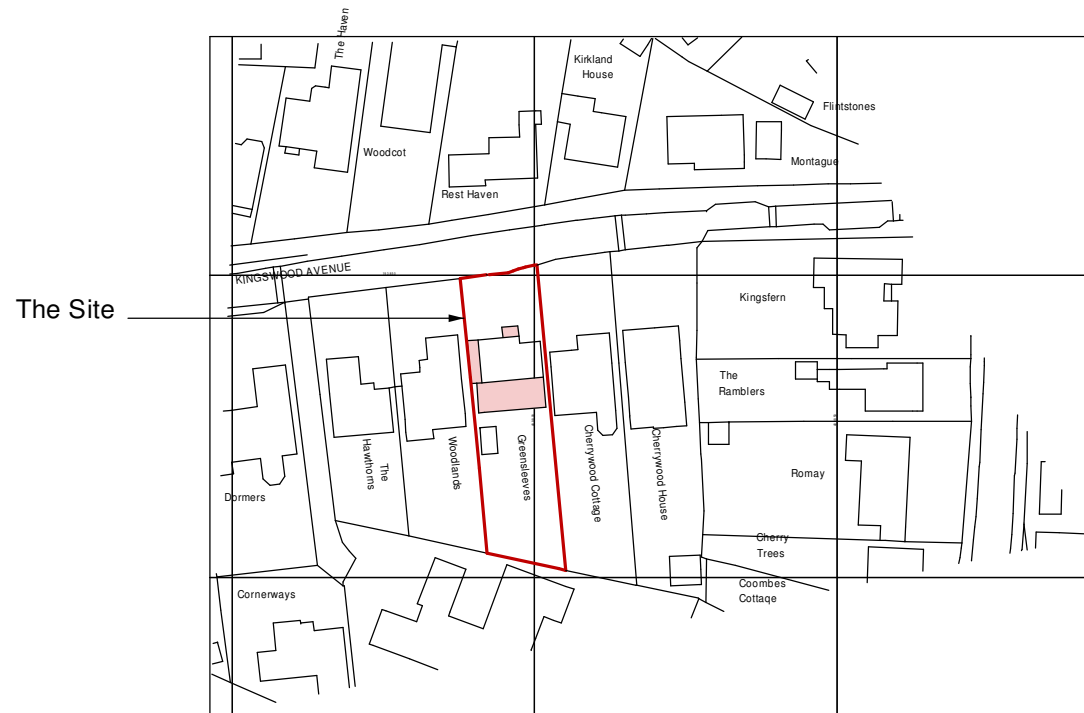 The Haven
Kirkland
House
Flintstones
Woodcot
Montague
Rest Haven
KINGSWOOD AVENUE
The Site
Kingsfern
The
Ramblers
The
Hawthorns
Woodlands
Greensleeves
Cherrywood Cottage
Cherrywood House
Romay
Dormers
Cherry
Trees
Coombes
Cottage
Cornerways